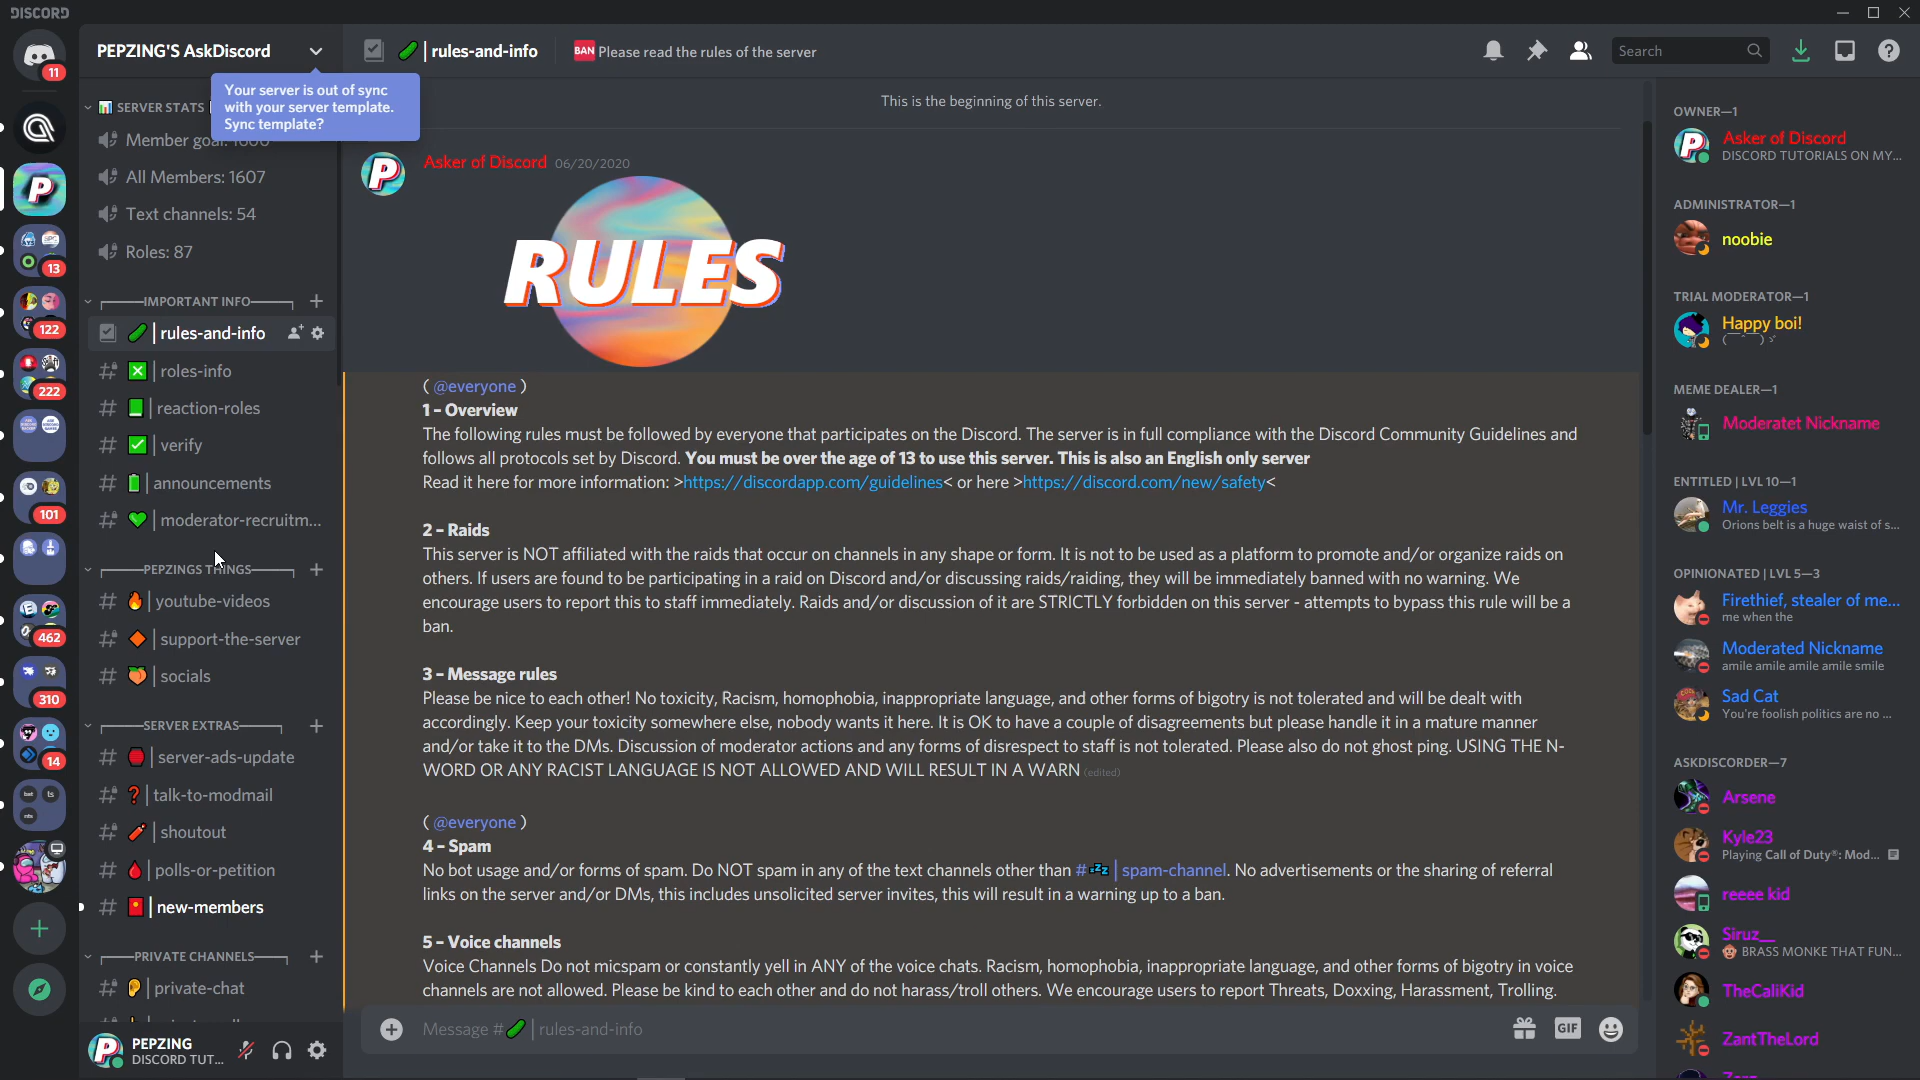 DISCORD
11
PEPZING'S AskDiscord
| rules-and-info
BAN Please read the rules of the server
Search
Your server is out of sync
with your server template.
Sync template?
SERVER STATS
Member goal: 1600
All Members: 1607
Text channels: 54
Roles: 87
IMPORTANT INFO
| rules-and-info
| roles-info
| reaction-roles
| verify
| announcements
| moderator-recruitm...
PEPZINGS THINGS
| youtube-videos
| support-the-server
| socials
SERVER EXTRAS
| server-ads-update
| talk-to-modmail
| shoutout
| polls-or-petition
| new-members
PRIVATE CHANNELS
| private-chat
13
122
222
101
462
310
14
PEPZING
DISCORD TUT...
This is the beginning of this server.
Asker of Discord 06/20/2020
RULES
( @everyone )
1 - Overview
The following rules must be followed by everyone that participates on the Discord. The server is in full compliance with the Discord Community Guidelines and
follows all protocols set by Discord. You must be over the age of 13 to use this server. This is also an English only server
Read it here for more information: >https://discordapp.com/guidelines< or here >https://discord.com/new/safety<
2 - Raids
This server is NOT affiliated with the raids that occur on channels in any shape or form. It is not to be used as a platform to promote and/or organize raids on
others. If users are found to be participating in a raid on Discord and/or discussing raids/raiding, they will be immediately banned with no warning. We
encourage users to report this to staff immediately. Raids and/or discussion of it are STRICTLY forbidden on this server - attempts to bypass this rule will be a
ban.
3 - Message rules
Please be nice to each other! No toxicity, Racism, homophobia, inappropriate language, and other forms of bigotry is not tolerated and will be dealt with
accordingly. Keep your toxicity somewhere else, nobody wants it here. It is OK to have a couple of disagreements but please handle it in a mature manner
and/or take it to the DMs. Discussion of moderator actions and any forms of disrespect to staff is not tolerated. Please also do not ghost ping. USING THE N-
WORD OR ANY RACIST LANGUAGE IS NOT ALLOWED AND WILL RESULT IN A WARN (edited)
( @everyone )
4 - Spam
No bot usage and/or forms of spam. Do NOT spam in any of the text channels other than #💤 | spam-channel. No advertisements or the sharing of referral
links on the server and/or DMs, this includes unsolicited server invites, this will result in a warning up to a ban.
5 - Voice channels
Voice Channels Do not micspam or constantly yell in ANY of the voice chats. Racism, homophobia, inappropriate language, and other forms of bigotry in voice
channels are not allowed. Please be kind to each other and do not harass/troll others. We encourage users to report Threats, Doxxing, Harassment, Trolling.
Message # | rules-and-info
GIF
OWNER—1
Asker of Discord
DISCORD TUTORIALS ON MY...
ADMINISTRATOR—1
noobie
TRIAL MODERATOR—1
Happy boi!
MEME DEALER—1
Moderatet Nickname
ENTITLED | LVL 10—1
Mr. Leggies
Orions belt is a huge waist of s...
OPINIONATED | LVL 5—3
Firethief, stealer of me...
me when the
Moderated Nickname
amile amile amile amile smile
Sad Cat
You're foolish politics are no ...
ASKDISCORDER—7
Arsene
Kyle23
Playing Call of Duty®: Mod...
reeee kid
Siruz__
BRASS MONKE THAT FUN...
TheCaliKid
ZantTheLord